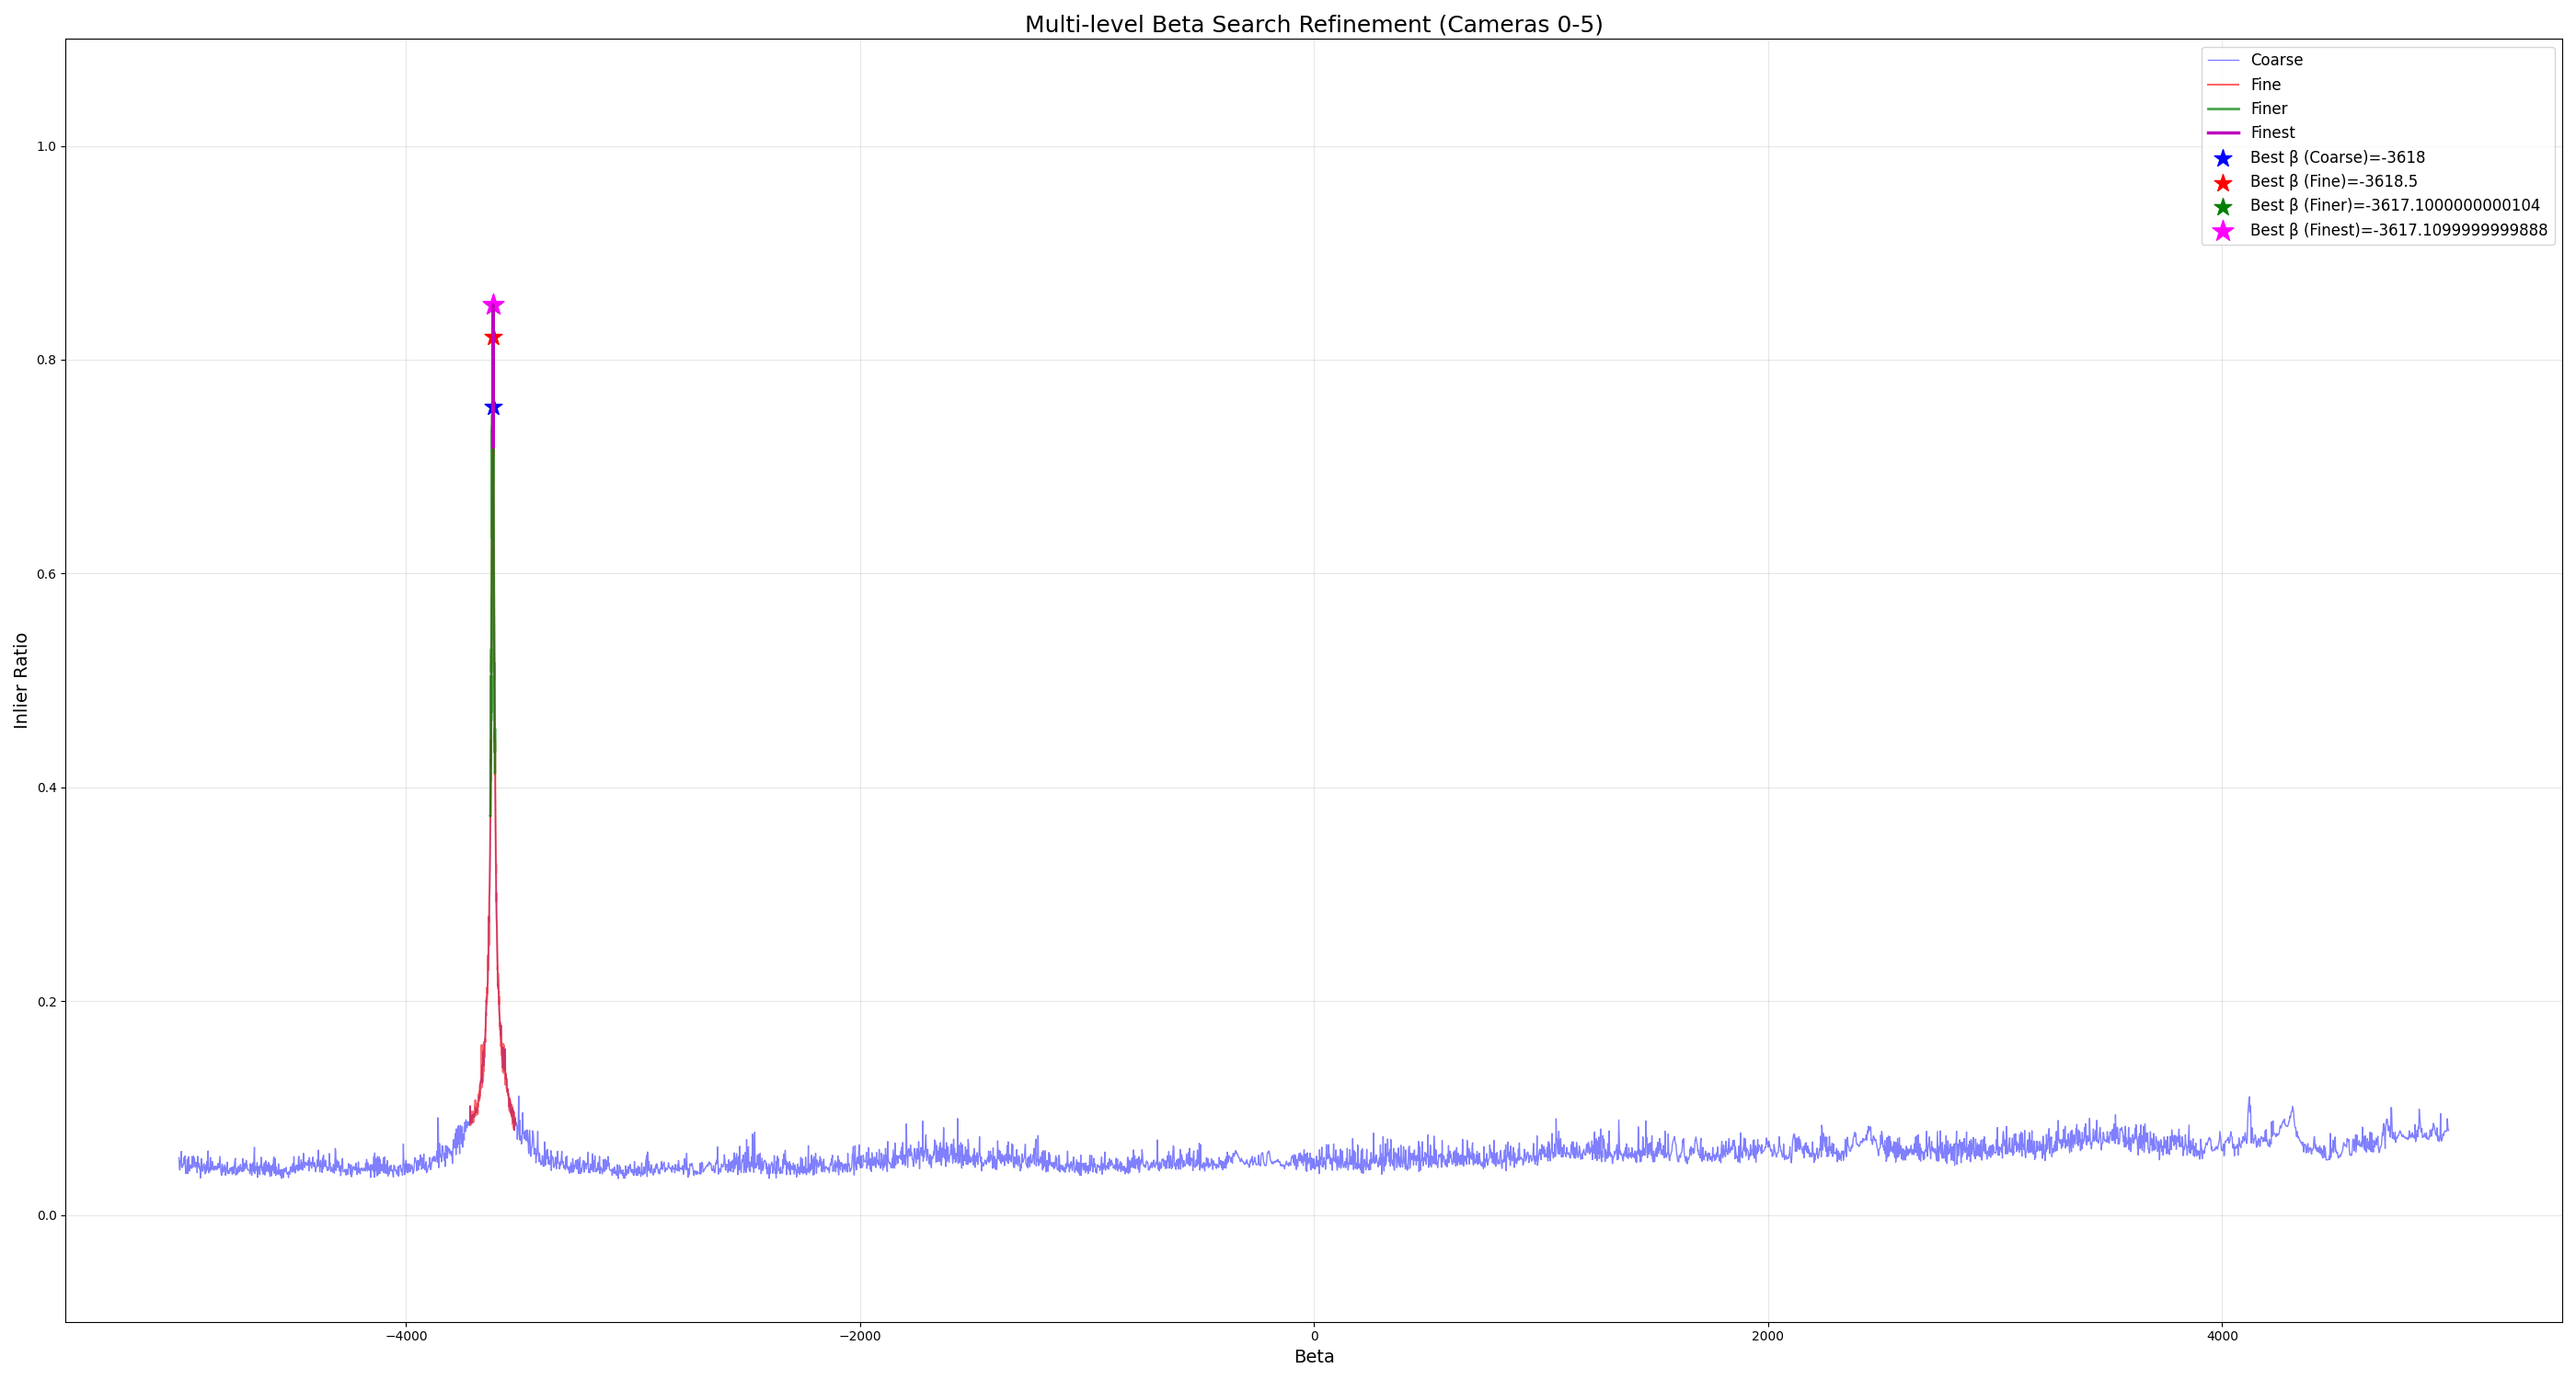 Multi-level Beta Search Refinement (Cameras 0-5)
Coarse
Fine
Finer
Finest
Best β (Coarse)=-3618
Best β (Fine)=-3618.5
Best β (Finer)=-3617.1000000000104
Best β (Finest)=-3617.1099999999888
1.0
0.8
0.6
0.4
0.2
0.0
Inlier Ratio
−4000 −2000 0 2000 4000
Beta